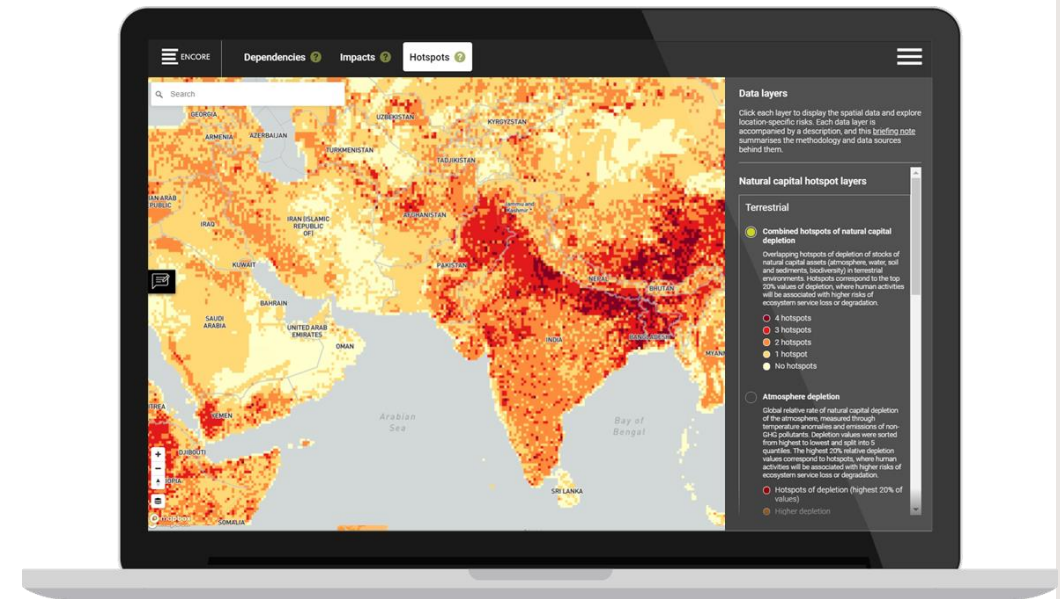 ENCORE
Dependencies ?
Impacts ?
Hotspots ?
Search
GEORGIA
ARMENIA
AZERBAIJAN
UZBEKISTAN
KYRGYZSTAN
TURKMENISTAN
TADJIKISTAN
IRAN (ISLAMIC
REPUBLIC
OF)
AFGHANISTAN
Jammu and
Kashmir
IRAQ
KUWAIT
PAKISTAN
NEPAL
BHUTAN
BAHRAIN
SAUDI
ARABIA
UNITED ARAB
EMIRATES
OMAN
INDIA
BANGLADESH
YEMEN
Arabian
Sea
Bay of
Bengal
DJIBOUTI
SRI LANKA
SOMALIA
Data layers
Click each layer to display the spatial data and explore
location-specific risks. Each data layer is
accompanied by a description, and this briefing note
summarises the methodology and data sources
behind them.
Natural capital hotspot layers
Terrestrial
Combined hotspots of natural capital
depletion
Overlapping hotspots of depletion of stocks of
natural capital assets (atmosphere, water, soil
and sediments, biodiversity) in terrestrial
environments. Hotspots correspond to the top
20% values of depletion, where human activities
will be associated with higher risks of
ecosystem service loss or degradation.
4 hotspots
3 hotspots
2 hotspots
1 hotspot
No hotspots
Atmosphere depletion
Global relative rate of natural capital depletion
of the atmosphere, measured through
temperature anomalies and emissions of non-
GHG pollutants. Depletion values were sorted
from highest to lowest and split into 5
quantiles. The highest 20% relative depletion
values correspond to hotspots, where human
activities will be associated with higher risks of
ecosystem service loss or degradation.
Hotspots of depletion (highest 20% of
values)
Higher depletion